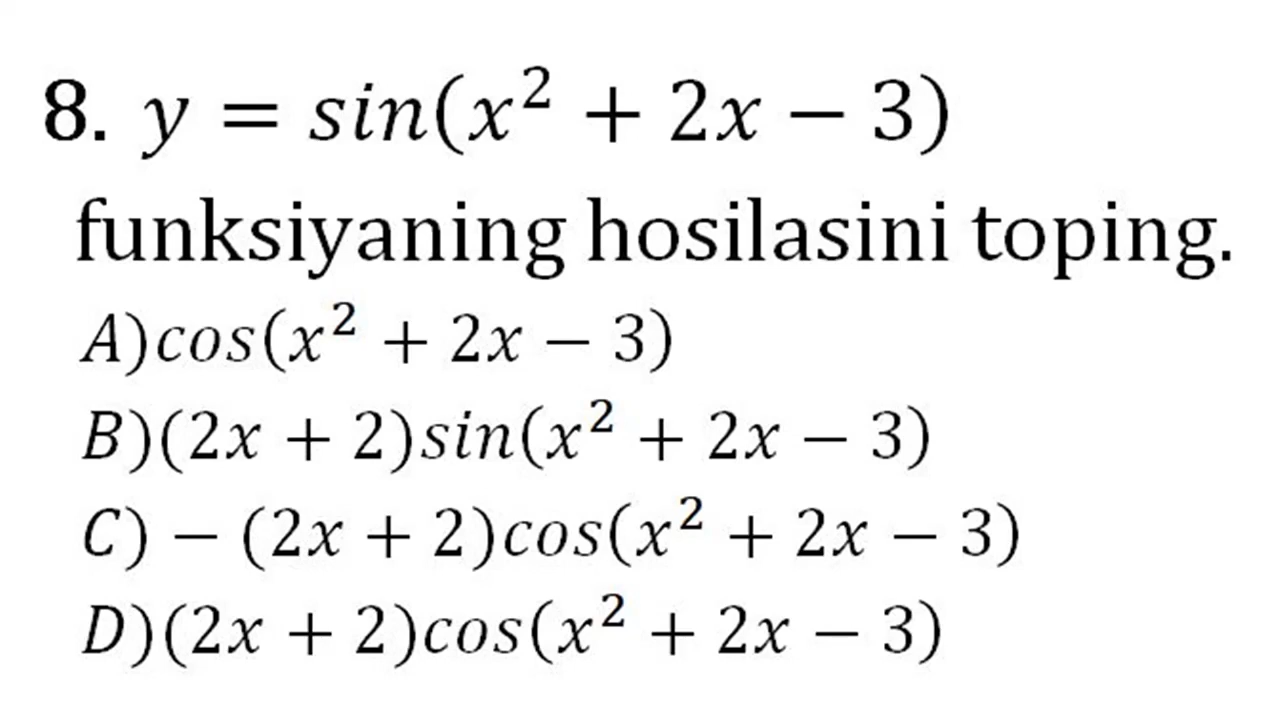 8. y = sin(x² + 2x − 3)
funksiyaning hosilasini toping.
A)cos(x² + 2x − 3)
B)(2x + 2)sin(x² + 2x − 3)
C) − (2x + 2)cos(x² + 2x − 3)
D)(2x + 2)cos(x² + 2x − 3)